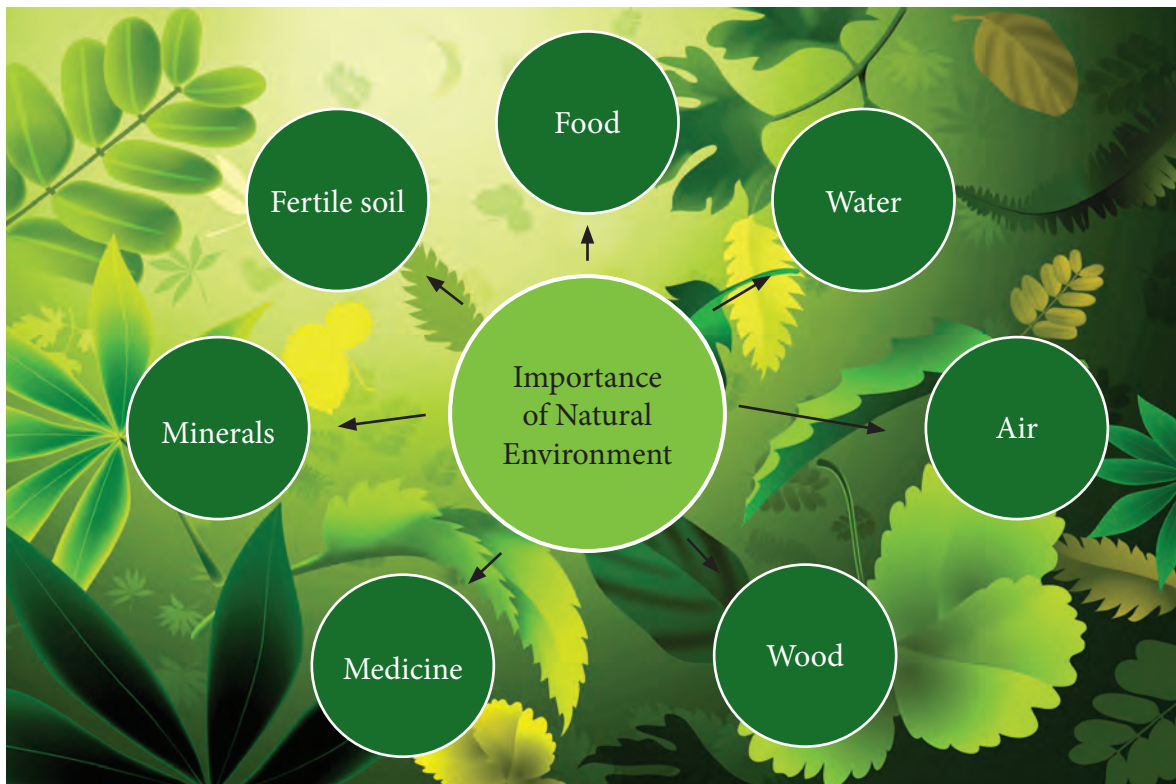 Food
Fertile soil
Water
Importance
of Natural
Environment
Minerals
Air
Medicine
Wood